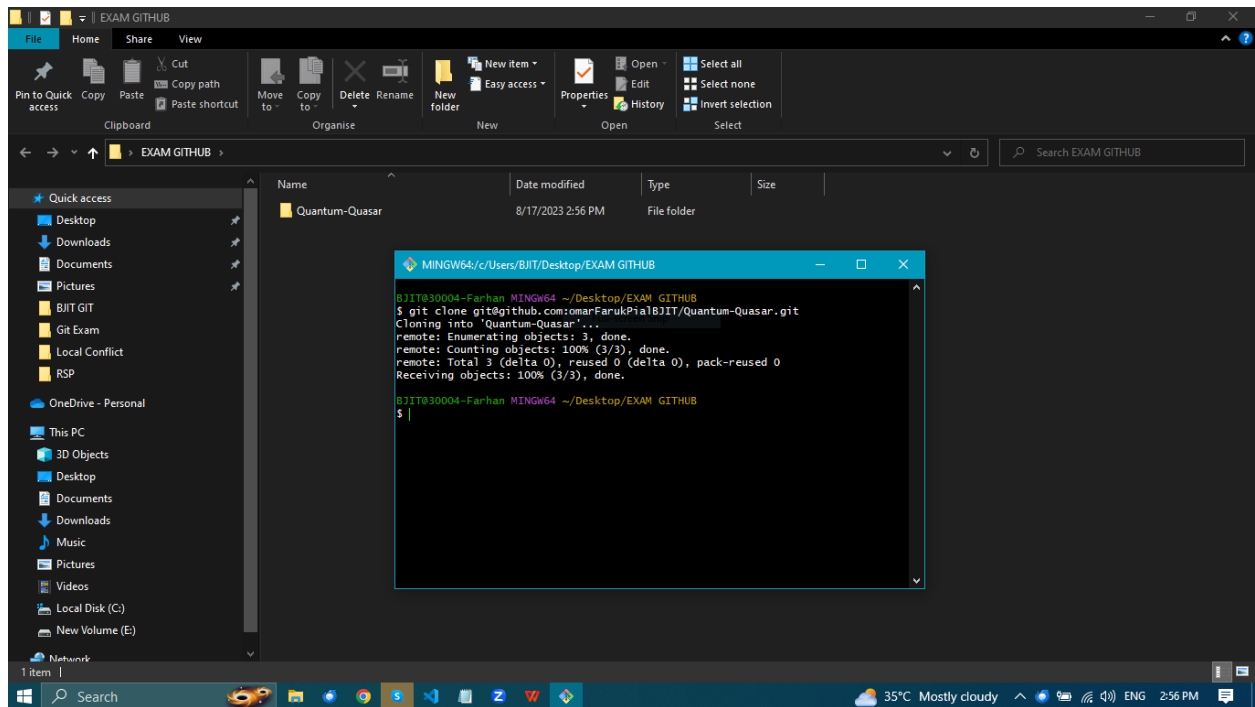 EXAM GITHUB
File Home Share View
Pin to Quick access
Copy
Paste
Cut
Copy path
Paste shortcut
Clipboard
Move to
Copy to
Delete
Rename
Organise
New folder
New item
Easy access
New
Properties
Open
Edit
History
Open
Select all
Select none
Invert selection
Select
EXAM GITHUB
Search EXAM GITHUB
Quick access
Desktop
Downloads
Documents
Pictures
BJIT GIT
Git Exam
Local Conflict
RSP
OneDrive - Personal
This PC
3D Objects
Desktop
Documents
Downloads
Music
Pictures
Videos
Local Disk (C:)
New Volume (E:)
Network
Name Date modified Type Size
Quantum-Quasar 8/17/2023 2:56 PM File folder
MINGW64:/c/Users/BJIT/Desktop/EXAM GITHUB
BJIT@30004-Farhan MINGW64 ~/Desktop/EXAM GITHUB
$ git clone git@github.com:omarFarukPialBJIT/Quantum-Quasar.git
Cloning into 'Quantum-Quasar'...
remote: Enumerating objects: 3, done.
remote: Counting objects: 100% (3/3), done.
remote: Total 3 (delta 0), reused 0 (delta 0), pack-reused 0
Receiving objects: 100% (3/3), done.
BJIT@30004-Farhan MINGW64 ~/Desktop/EXAM GITHUB
$
1 item
Search
35°C Mostly cloudy ENG 2:56 PM